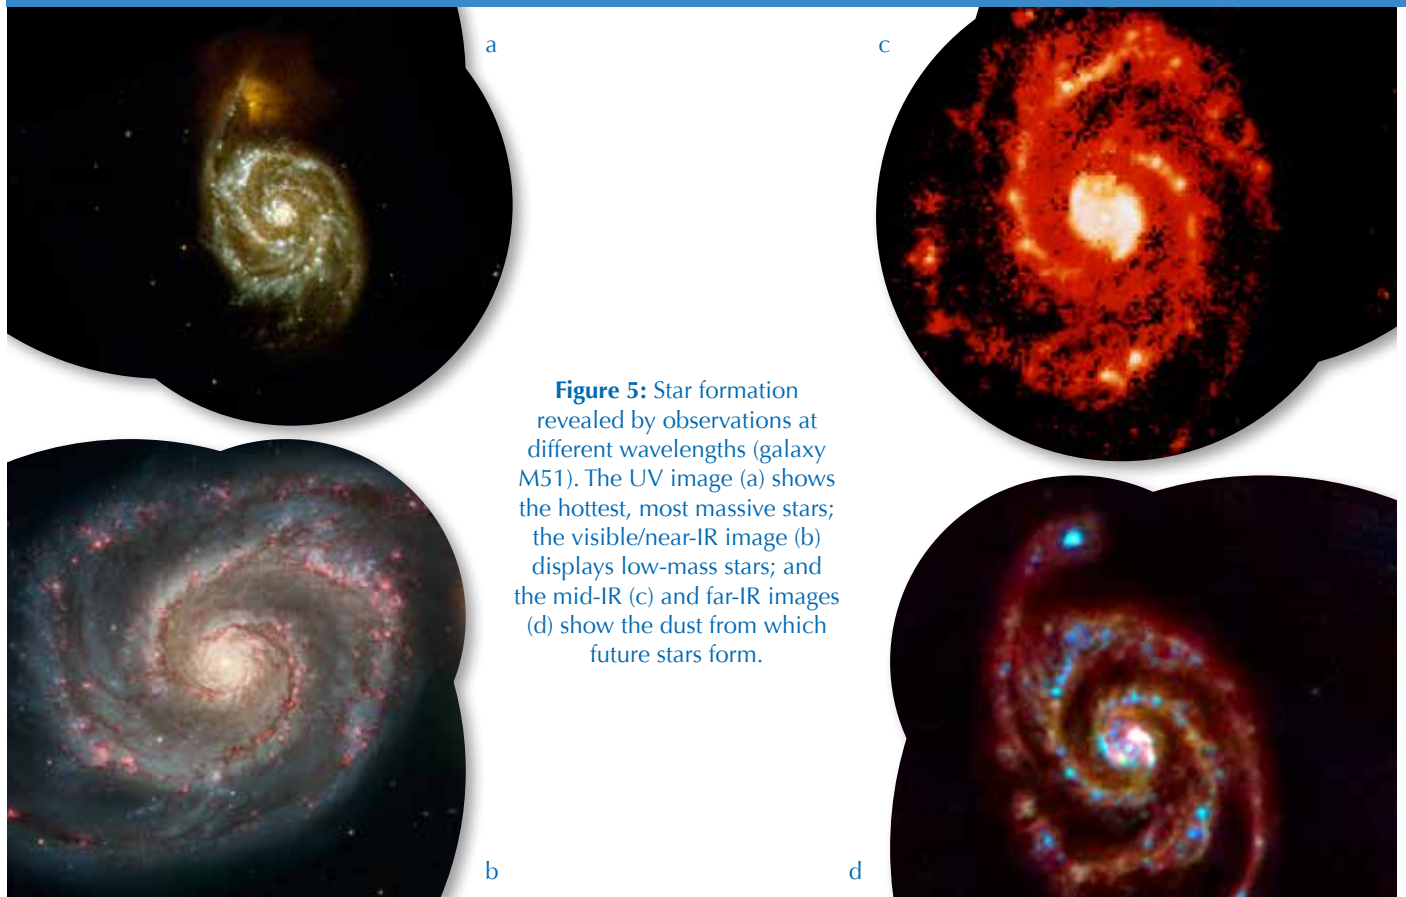 a
c
Figure 5: Star formation
revealed by observations at
different wavelengths (galaxy
M51). The UV image (a) shows
the hottest, most massive stars;
the visible/near-IR image (b)
displays low-mass stars; and
the mid-IR (c) and far-IR images
(d) show the dust from which
future stars form.
b
d